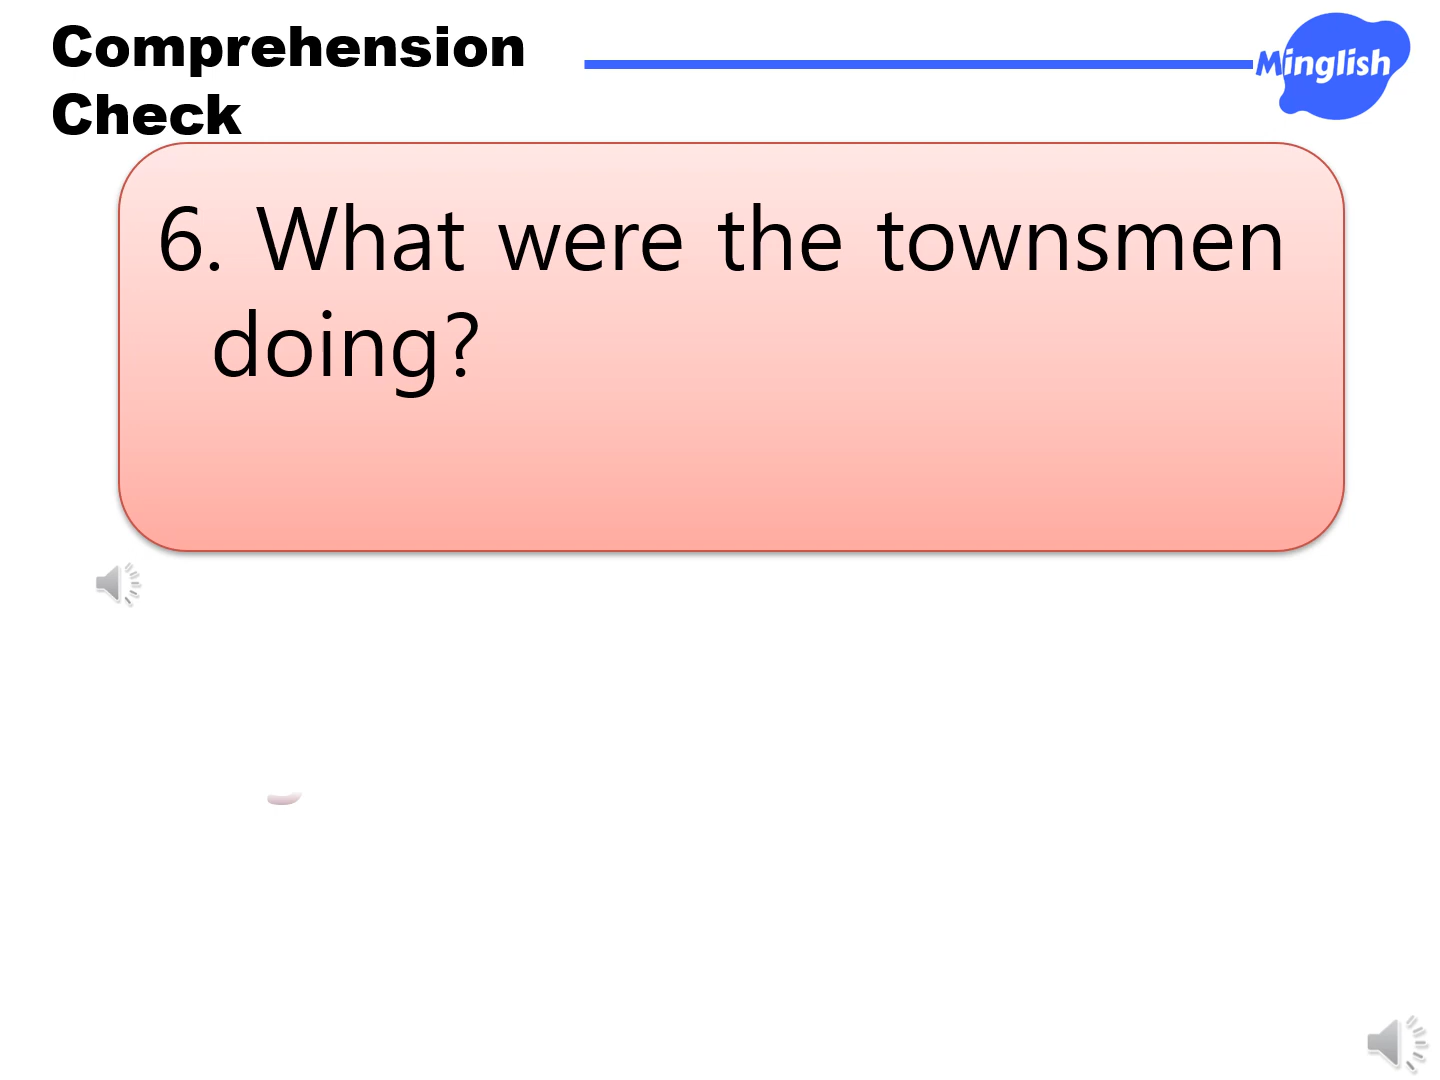 Comprehension
Check
Minglish
6. What were the townsmen
doing?